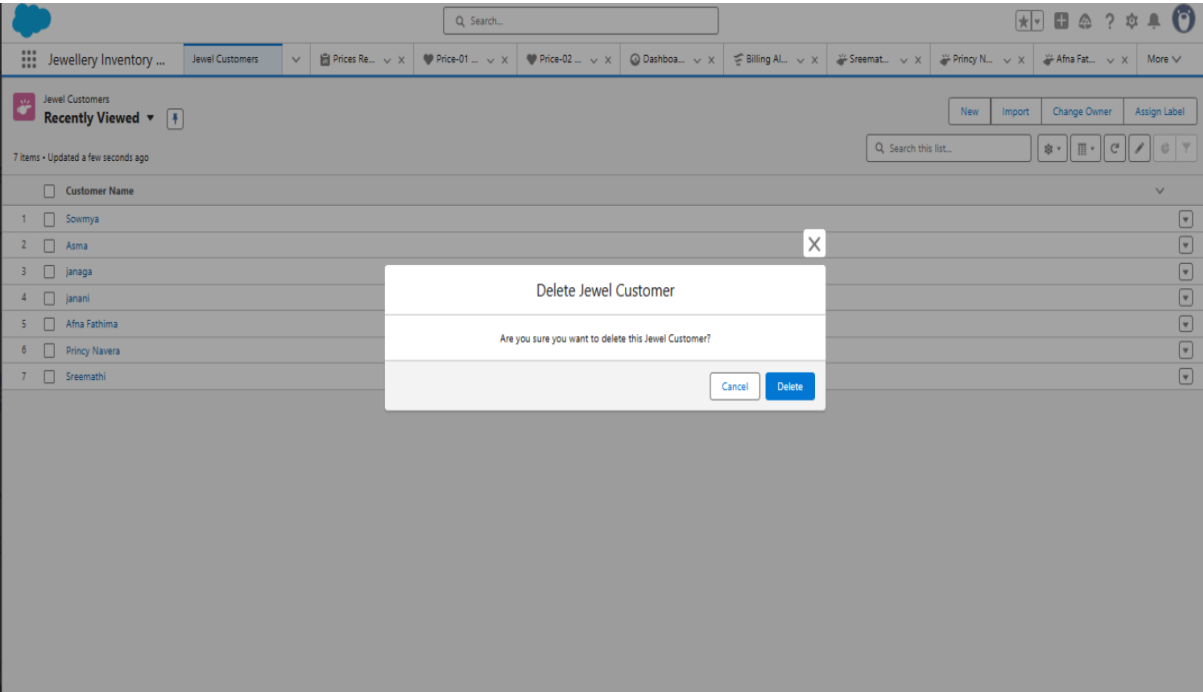 Search...
Jewellery Inventory ... Jewel Customers Prices Re... Price-01 ... Price-02 ... Dashboa... Billing Al... Sreemat... Princy N... Afna Fat... More
Jewel Customers
Recently Viewed
New Import Change Owner Assign Label
7 items • Updated a few seconds ago
Search this list...
Customer Name
1 Sowmya
2 Asma
3 janaga
4 janani
5 Afna Fathima
6 Princy Navera
7 Sreemathi
Delete Jewel Customer
Are you sure you want to delete this Jewel Customer?
Cancel Delete